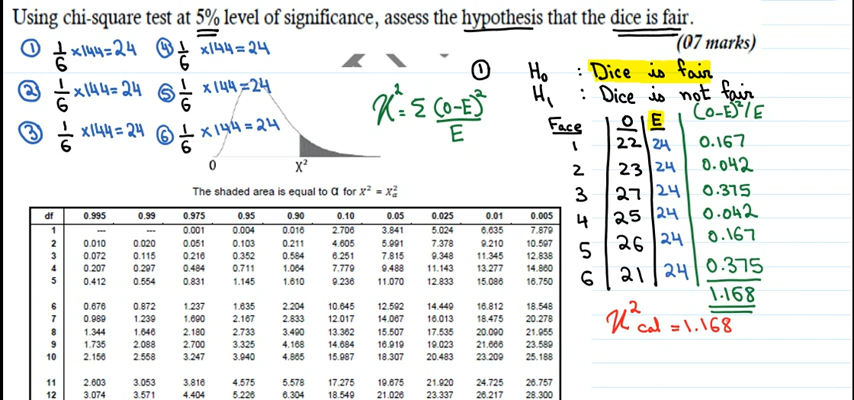 Using chi-square test at 5% level of significance, assess the hypothesis that the dice is fair.
(07 marks)
① 1/6 ×144=24 ④ 1/6 ×144=24
② 1/6 ×144=24 ⑤ 1/6 ×144=24
③ 1/6 ×144=24 ⑥ 1/6 ×144=24
0 X²
χ² = Σ (O-E)²/E
① H₀ : Dice is fair
H₁ : Dice is not fair
Face O E (O-E)²/E
1 22 24 0.167
2 23 24 0.042
3 27 24 0.375
4 25 24 0.042
5 26 24 0.167
6 21 24 0.375
1.168
χ² cal = 1.168
The shaded area is equal to α for χ² = χ²α
df 0.995 0.99 0.975 0.95 0.90 0.10 0.05 0.025 0.01 0.005
1 --- --- 0.001 0.004 0.016 2.706 3.841 5.024 6.635 7.879
2 0.010 0.020 0.051 0.103 0.211 4.605 5.991 7.378 9.210 10.597
3 0.072 0.115 0.216 0.352 0.584 6.251 7.815 9.348 11.345 12.838
4 0.207 0.297 0.484 0.711 1.064 7.779 9.488 11.143 13.277 14.860
5 0.412 0.554 0.831 1.145 1.610 9.236 11.070 12.833 15.086 16.750
6 0.676 0.872 1.237 1.635 2.204 10.645 12.592 14.449 16.812 18.548
7 0.989 1.239 1.690 2.167 2.833 12.017 14.067 16.013 18.475 20.278
8 1.344 1.646 2.180 2.733 3.490 13.362 15.507 17.535 20.090 21.955
9 1.735 2.088 2.700 3.325 4.168 14.684 16.919 19.023 21.666 23.589
10 2.156 2.558 3.247 3.940 4.865 15.987 18.307 20.483 23.209 25.188
11 2.603 3.053 3.816 4.575 5.578 17.275 19.675 21.920 24.725 26.757
12 3.074 3.571 4.404 5.226 6.304 18.549 21.026 23.337 26.217 28.300